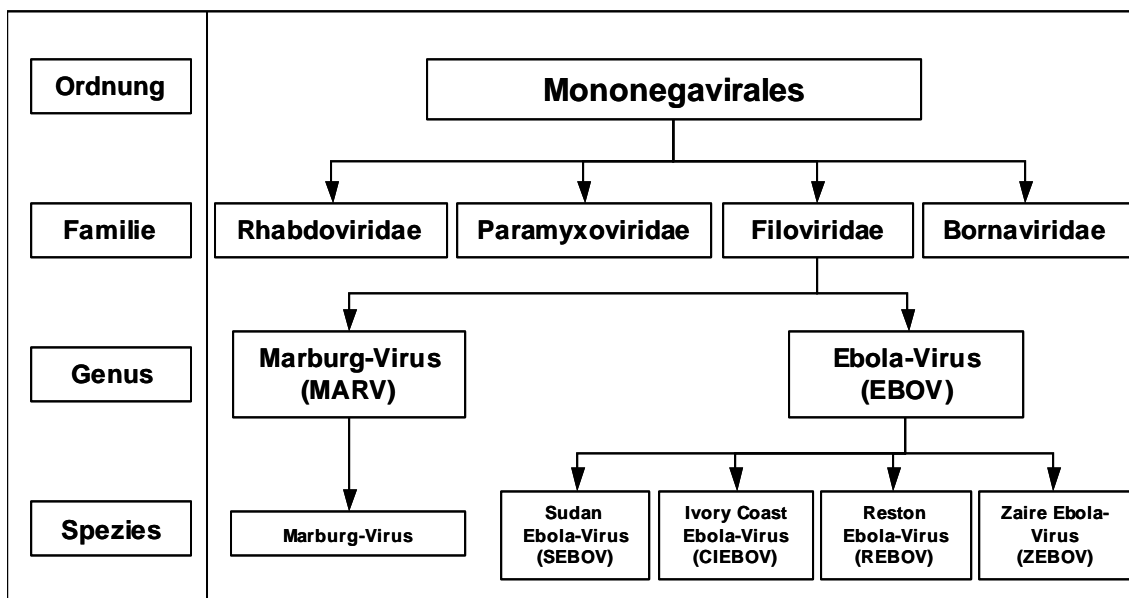 Ordnung
Mononegavirales
Familie
Rhabdoviridae
Paramyxoviridae
Filoviridae
Bornaviridae
Genus
Marburg-Virus
(MARV)
Ebola-Virus
(EBOV)
Spezies
Marburg-Virus
Sudan
Ebola-Virus
(SEBOV)
Ivory Coast
Ebola-Virus
(CIEBOV)
Reston
Ebola-Virus
(REBOV)
Zaire Ebola-
Virus
(ZEBOV)